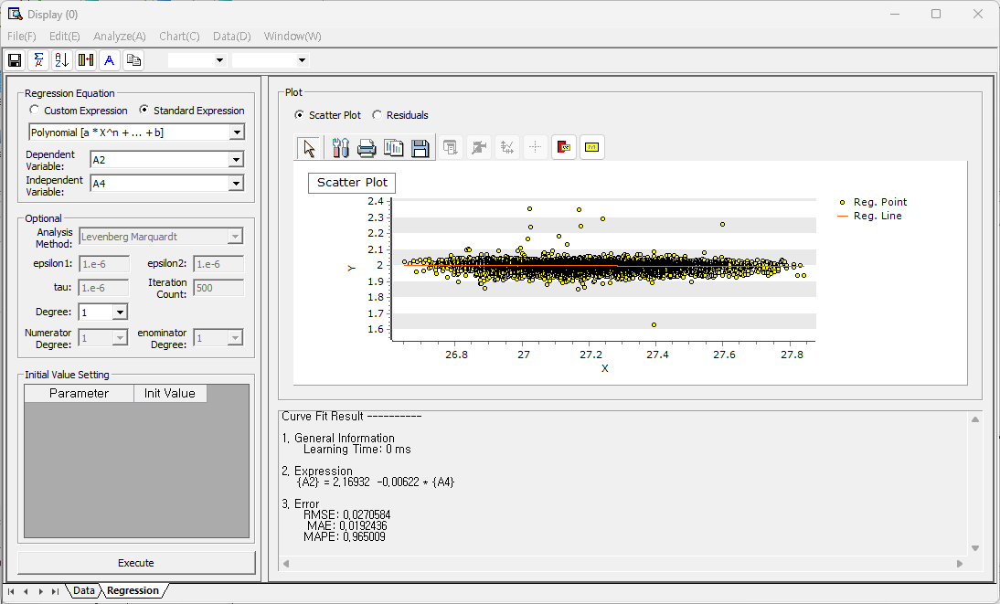 Display (0)
File(F) Edit(E) Analyze(A) Chart(C) Data(D) Window(W)
Regression Equation
Custom Expression Standard Expression
Polynomial [a * X^n + ... + b]
Dependent Variable: A2
Independent Variable: A4
Optional
Analysis Method: Levenberg Marquardt
epsilon1: 1.e-6 epsilon2: 1.e-6
tau: 1.e-6 Iteration Count: 500
Degree: 1
Numerator Degree: 1 enominator Degree: 1
Initial Value Setting
Parameter Init Value
Execute
Plot
Scatter Plot Residuals
Scatter Plot
2.4
2.3
2.2
2.1
2
1.9
1.8
1.7
1.6
Y
26.8 27 27.2 27.4 27.6 27.8
X
Reg. Point
Reg. Line
Curve Fit Result ----------
1. General Information
Learning Time: 0 ms
2. Expression
{A2} = 2.16932 -0.00622 * {A4}
3. Error
RMSE: 0.0270584
MAE: 0.0192436
MAPE: 0.965009
Data Regression